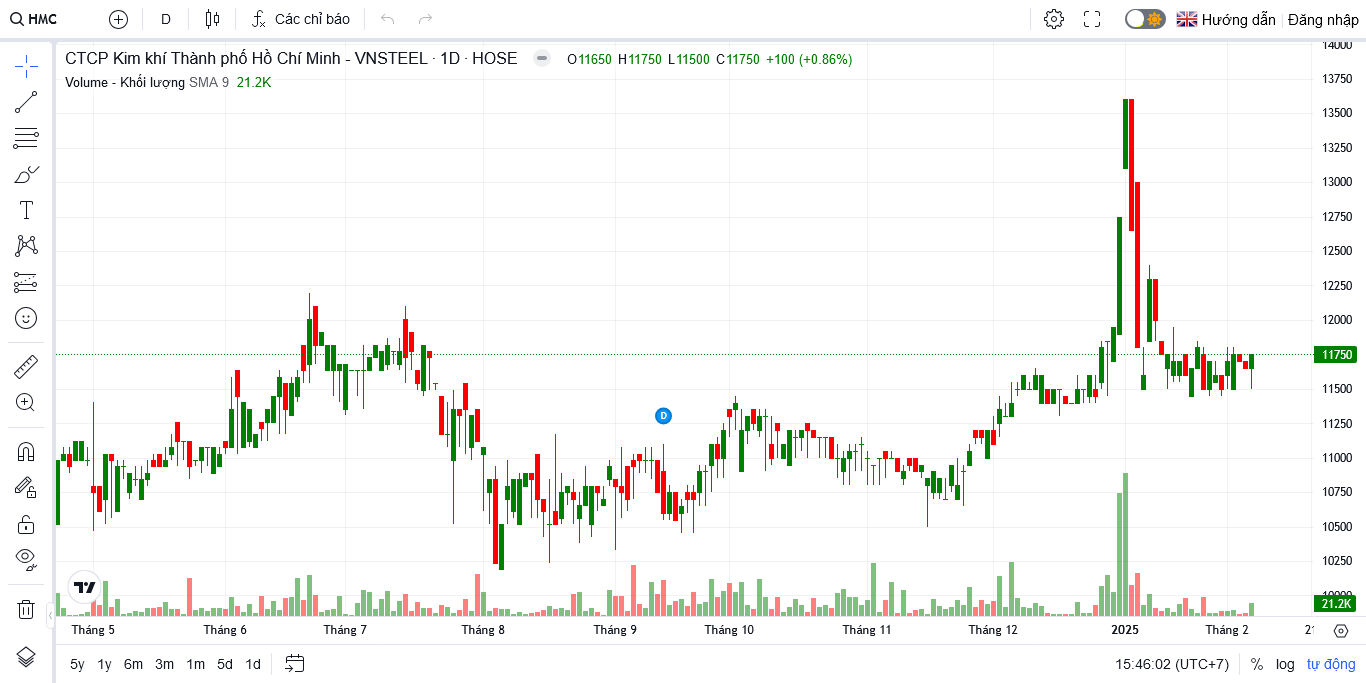 HMC D Các chỉ báo Hướng dẫn Đăng nhập
CTCP Kim khí Thành phố Hồ Chí Minh - VNSTEEL · 1D · HOSE O11650 H11750 L11500 C11750 +100 (+0.86%)
Volume - Khối lượng SMA 9 21.2K
14000
13750
13500
13250
13000
12750
12500
12250
12000
11750
11500
11250
11000
10750
10500
10250
10000
21.2K
D
Tháng 5 Tháng 6 Tháng 7 Tháng 8 Tháng 9 Tháng 10 Tháng 11 Tháng 12 2025 Tháng 2
5y 1y 6m 3m 1m 5d 1d 15:46:02 (UTC+7) % log tự động